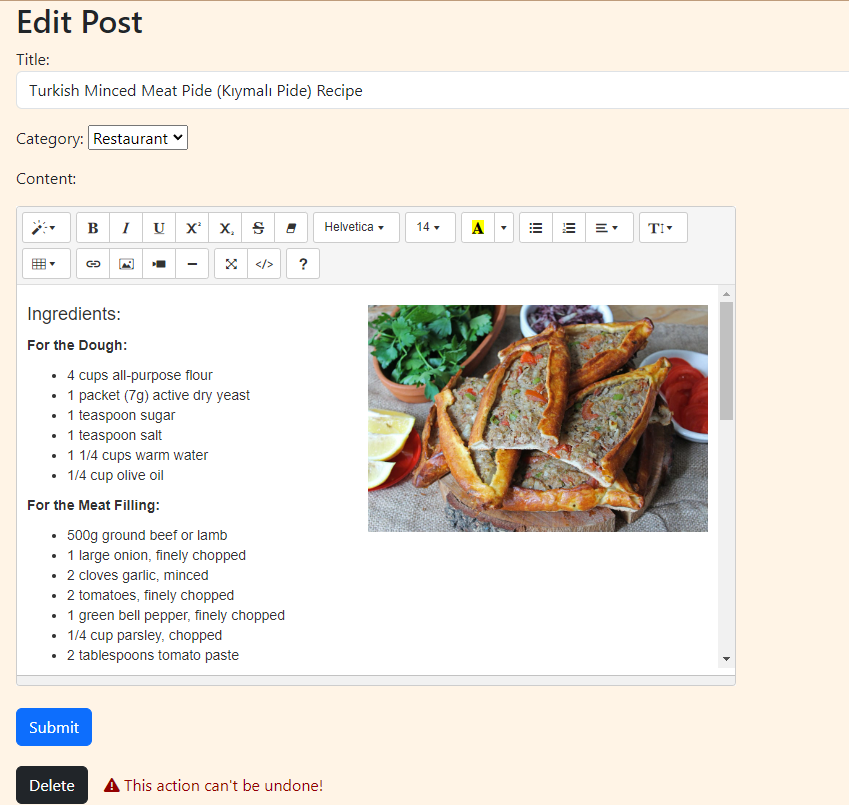 Edit Post
Title:
Turkish Minced Meat Pide (Kıymalı Pide) Recipe
Category: Restaurant
Content:
B I U X² X₂ S Helvetica 14 A T
</> ?
Ingredients:
For the Dough:
4 cups all-purpose flour
1 packet (7g) active dry yeast
1 teaspoon sugar
1 teaspoon salt
1 1/4 cups warm water
1/4 cup olive oil
For the Meat Filling:
500g ground beef or lamb
1 large onion, finely chopped
2 cloves garlic, minced
2 tomatoes, finely chopped
1 green bell pepper, finely chopped
1/4 cup parsley, chopped
2 tablespoons tomato paste
Submit
Delete This action can't be undone!